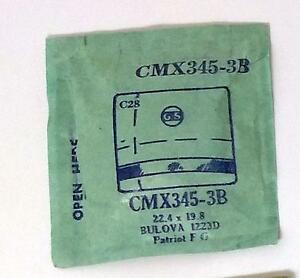 CMX345-3B
C28
GS
OPEN HERE
CMX345-3B
22.4 x 19.8
BULOVA 1223D
Patriot F G